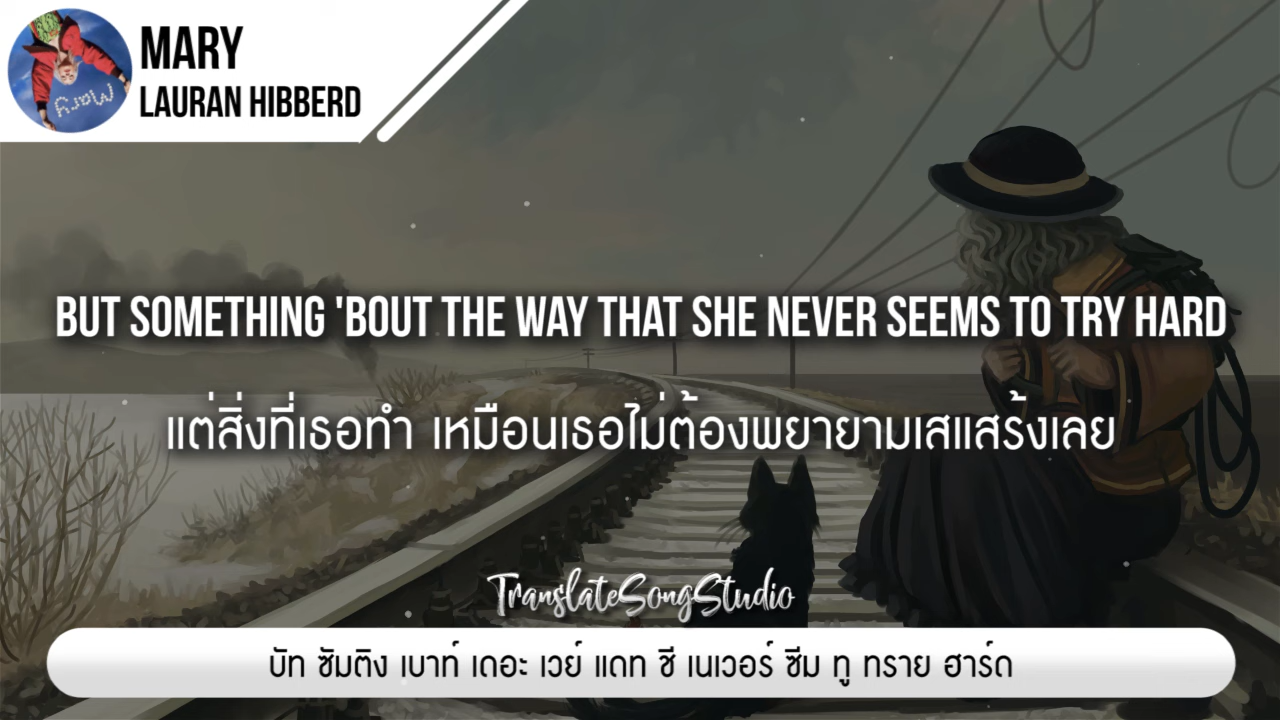 MARY
LAURAN HIBBERD
Mary
BUT SOMETHING 'BOUT THE WAY THAT SHE NEVER SEEMS TO TRY HARD
แต่สิ่งที่เธอทำ เหมือนเธอไม่ต้องพยายามเสแสร้งเลย
TranslateSongStudio
บัท ซัมติง เบาท์ เดอะ เวย์ แดท ชี เนเวอร์ ซีม ทู ทราย ฮาร์ด